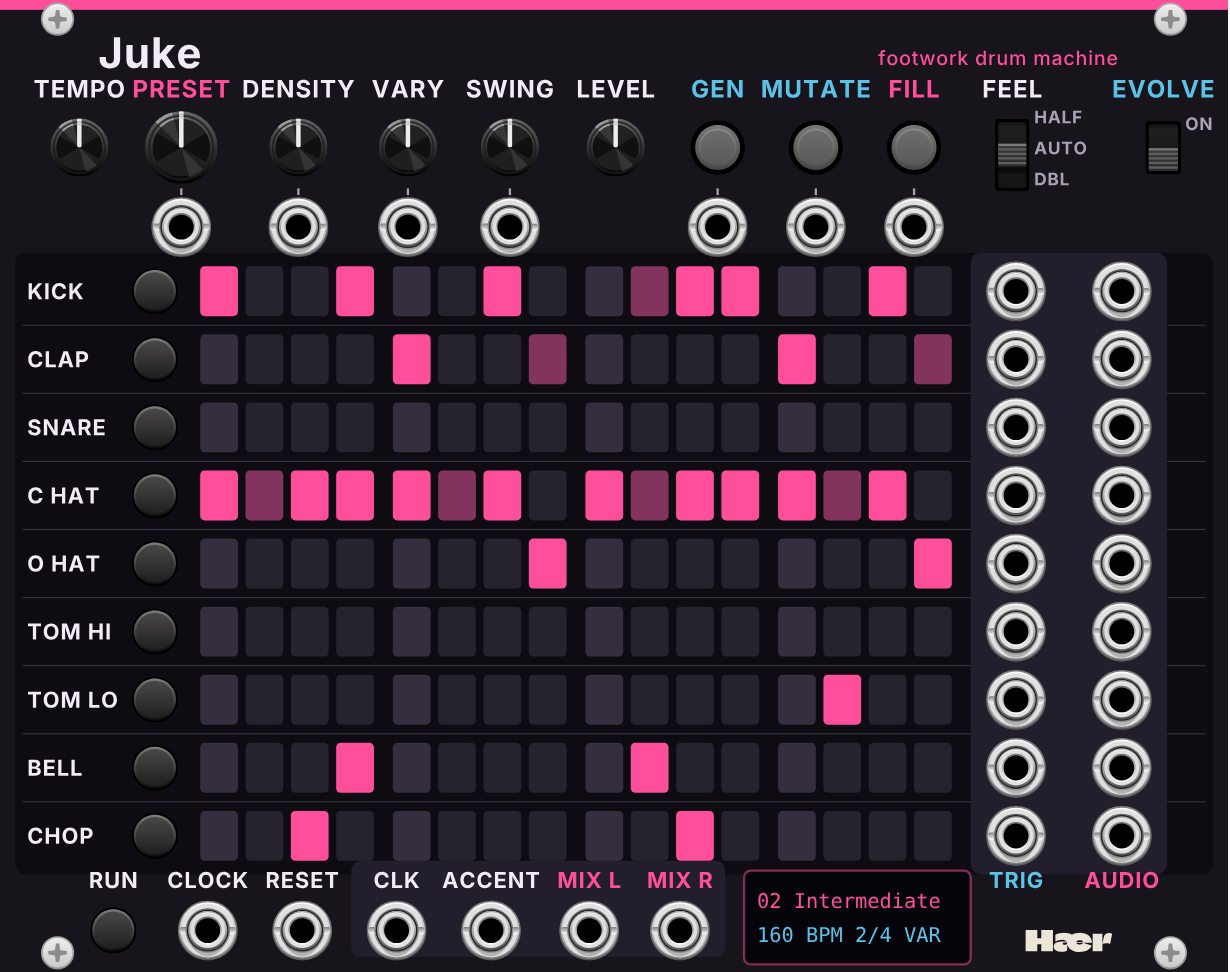 Juke
footwork drum machine
TEMPO PRESET DENSITY VARY SWING LEVEL GEN MUTATE FILL FEEL EVOLVE
HALF
ON
AUTO
DBL
KICK
CLAP
SNARE
C HAT
O HAT
TOM HI
TOM LO
BELL
CHOP
RUN CLOCK RESET CLK ACCENT MIX L MIX R TRIG AUDIO
02 Intermediate
160 BPM 2/4 VAR
Hær